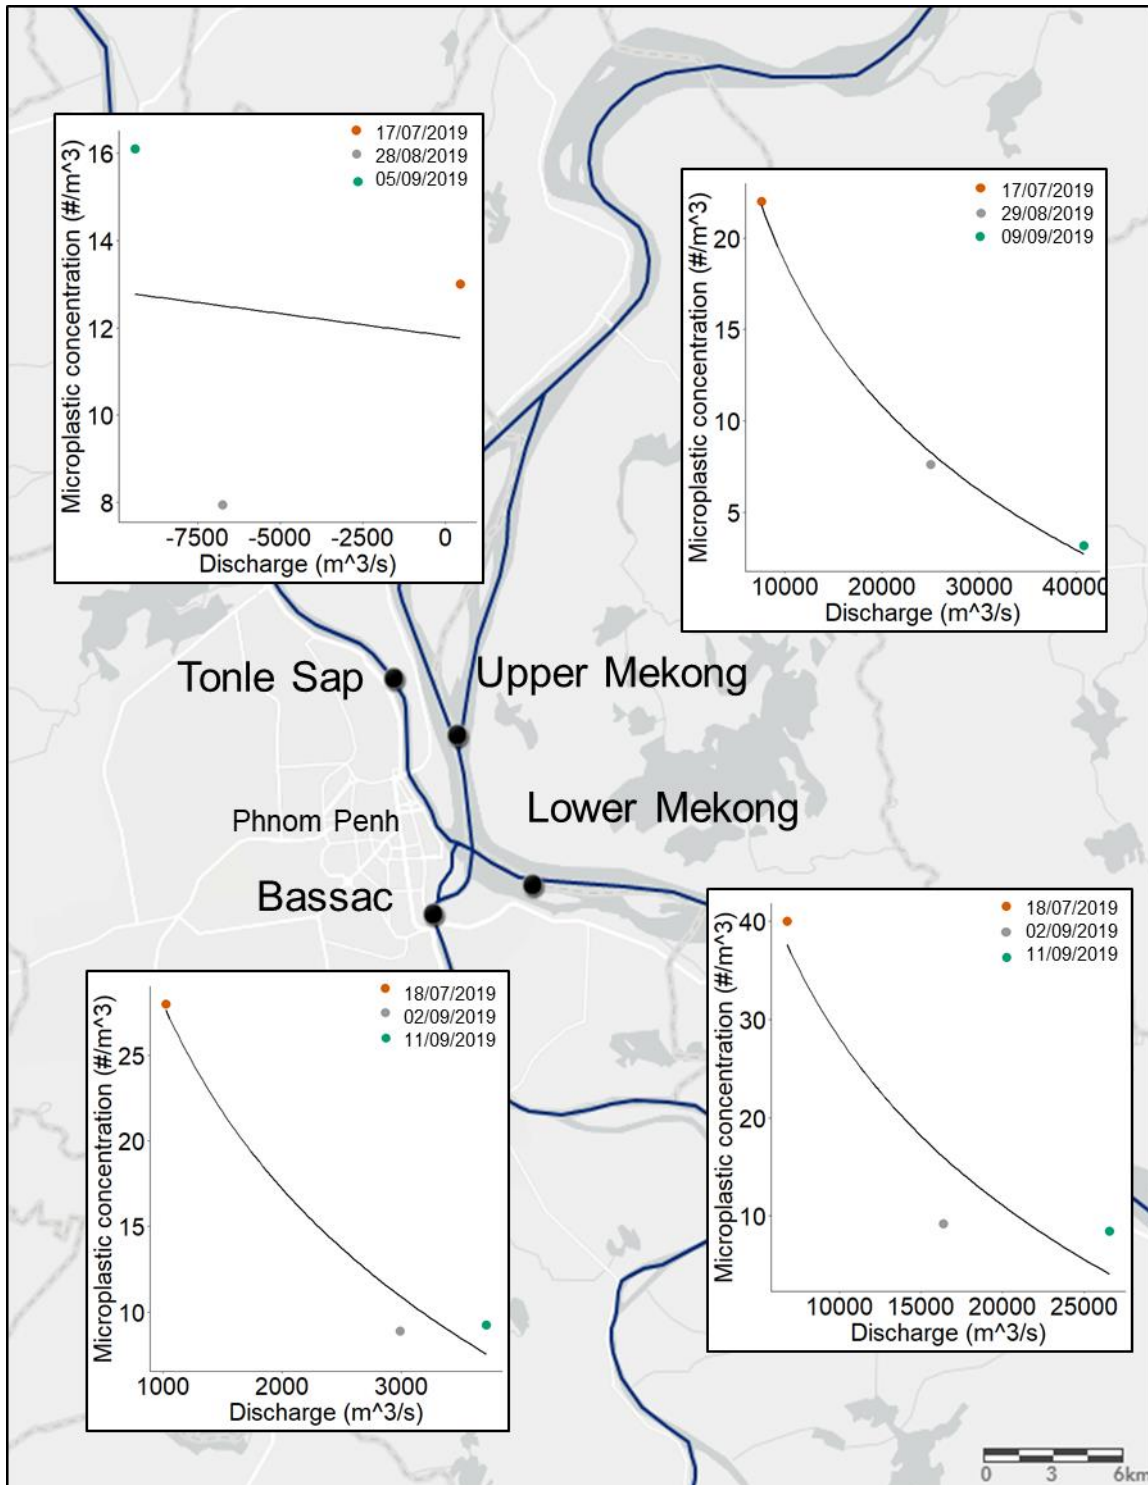 Microplastic concentration (#/m^3)
17/07/2019
28/08/2019
05/09/2019
16
14
12
10
8
-7500 -5000 -2500 0
Discharge (m^3/s)
Microplastic concentration (#/m^3)
17/07/2019
29/08/2019
09/09/2019
20
15
10
5
10000 20000 30000 40000
Discharge (m^3/s)
Tonle Sap
Upper Mekong
Phnom Penh
Lower Mekong
Bassac
Microplastic concentration (#/m^3)
18/07/2019
02/09/2019
11/09/2019
25
20
15
10
1000 2000 3000
Discharge (m^3/s)
Microplastic concentration (#/m^3)
18/07/2019
02/09/2019
11/09/2019
40
30
20
10
10000 15000 20000 25000
Discharge (m^3/s)
0 3 6km